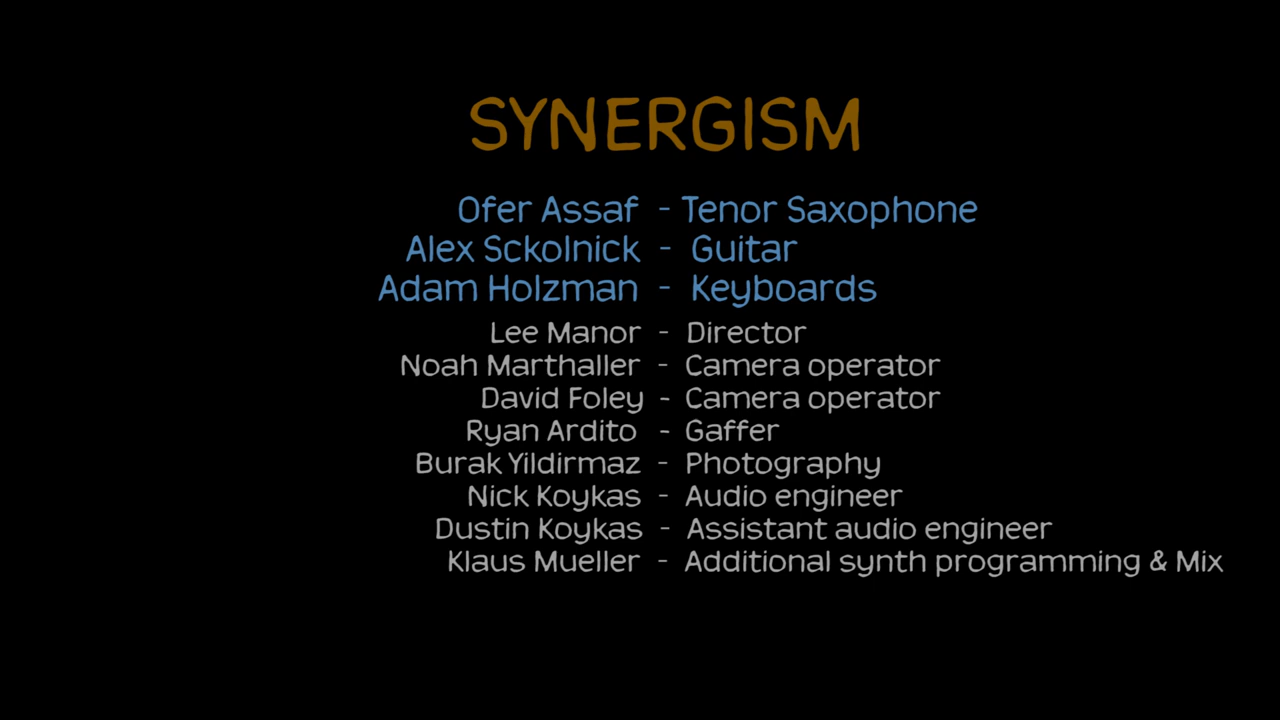 SYNERGISM
Ofer Assaf - Tenor Saxophone
Alex Sckolnick - Guitar
Adam Holzman - Keyboards
Lee Manor - Director
Noah Marthaller - Camera operator
David Foley - Camera operator
Ryan Ardito - Gaffer
Burak Yildirmaz - Photography
Nick Koykas - Audio engineer
Dustin Koykas - Assistant audio engineer
Klaus Mueller - Additional synth programming & Mix